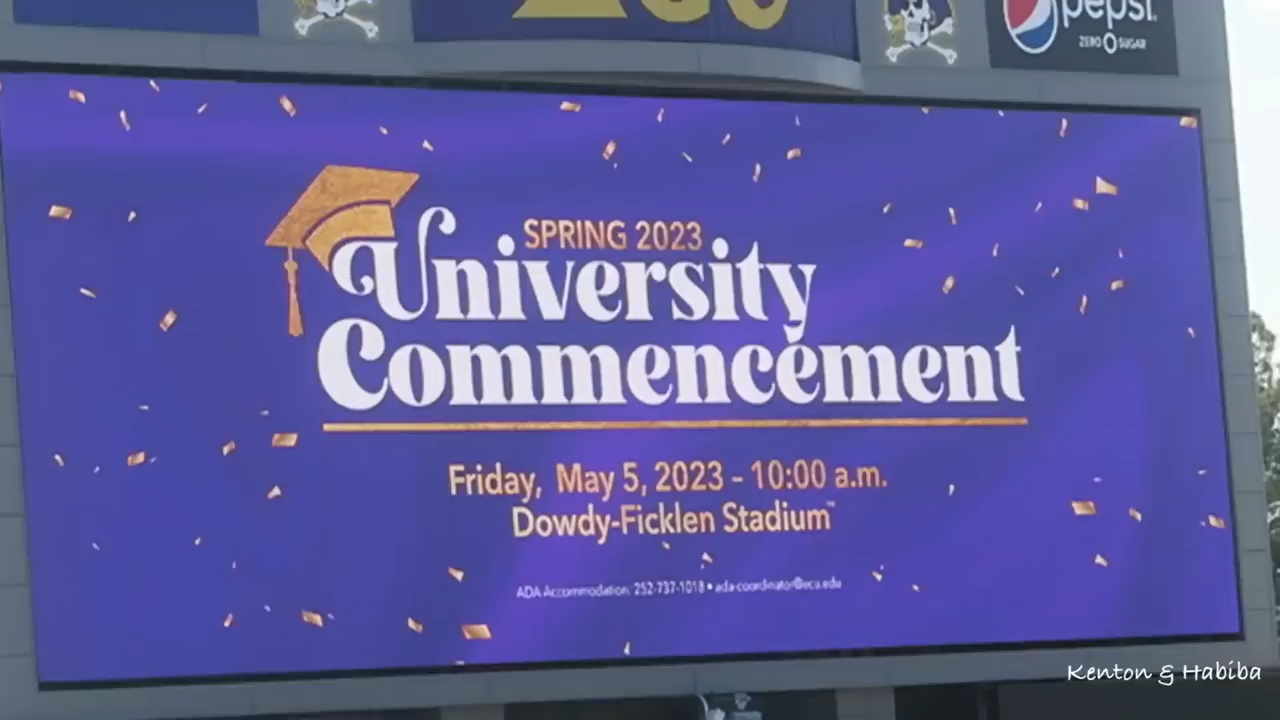 pepsi
ZERO SUGAR
SPRING 2023
University
Commencement
Friday, May 5, 2023 - 10:00 a.m.
Dowdy-Ficklen Stadium™
ADA Accommodation: 252-737-1018 • ada-coordinator@ecu.edu
Kenton & Habiba